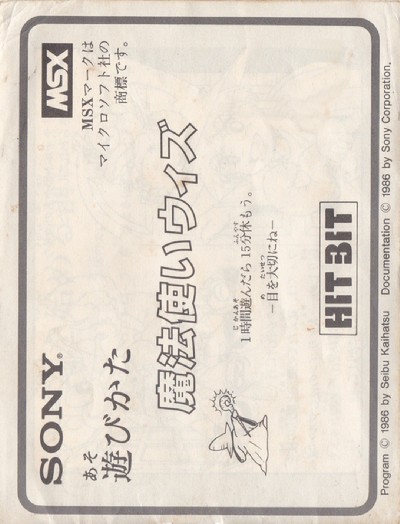 SONY®
MSX
あそ
遊びかた
MSXマークは
マイクロソフト社の
商標です。
魔法使いウィズ
じかんあそ ふんやす
1時間遊んだら15分休もう。
め たいせつ
−目を大切にね−
HIT BIT
Program © 1986 by Seibu Kaihatsu Documentation © 1986 by Sony Corporation.